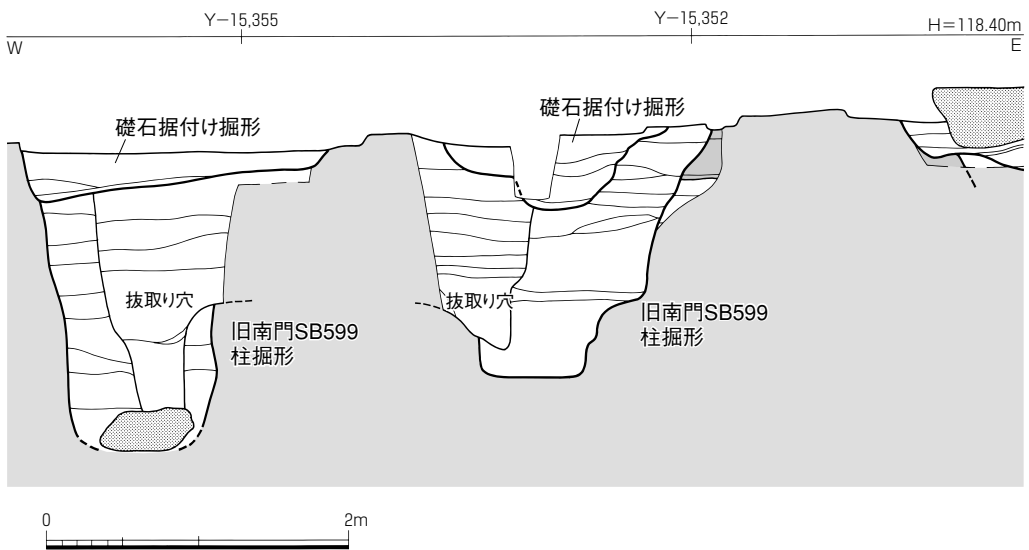 Y−15,355
Y−15,352
H=118.40m
W
E
礎石据付け掘形
礎石据付け掘形
抜取り穴
抜取り穴
旧南門SB599
柱掘形
旧南門SB599
柱掘形
0
2m